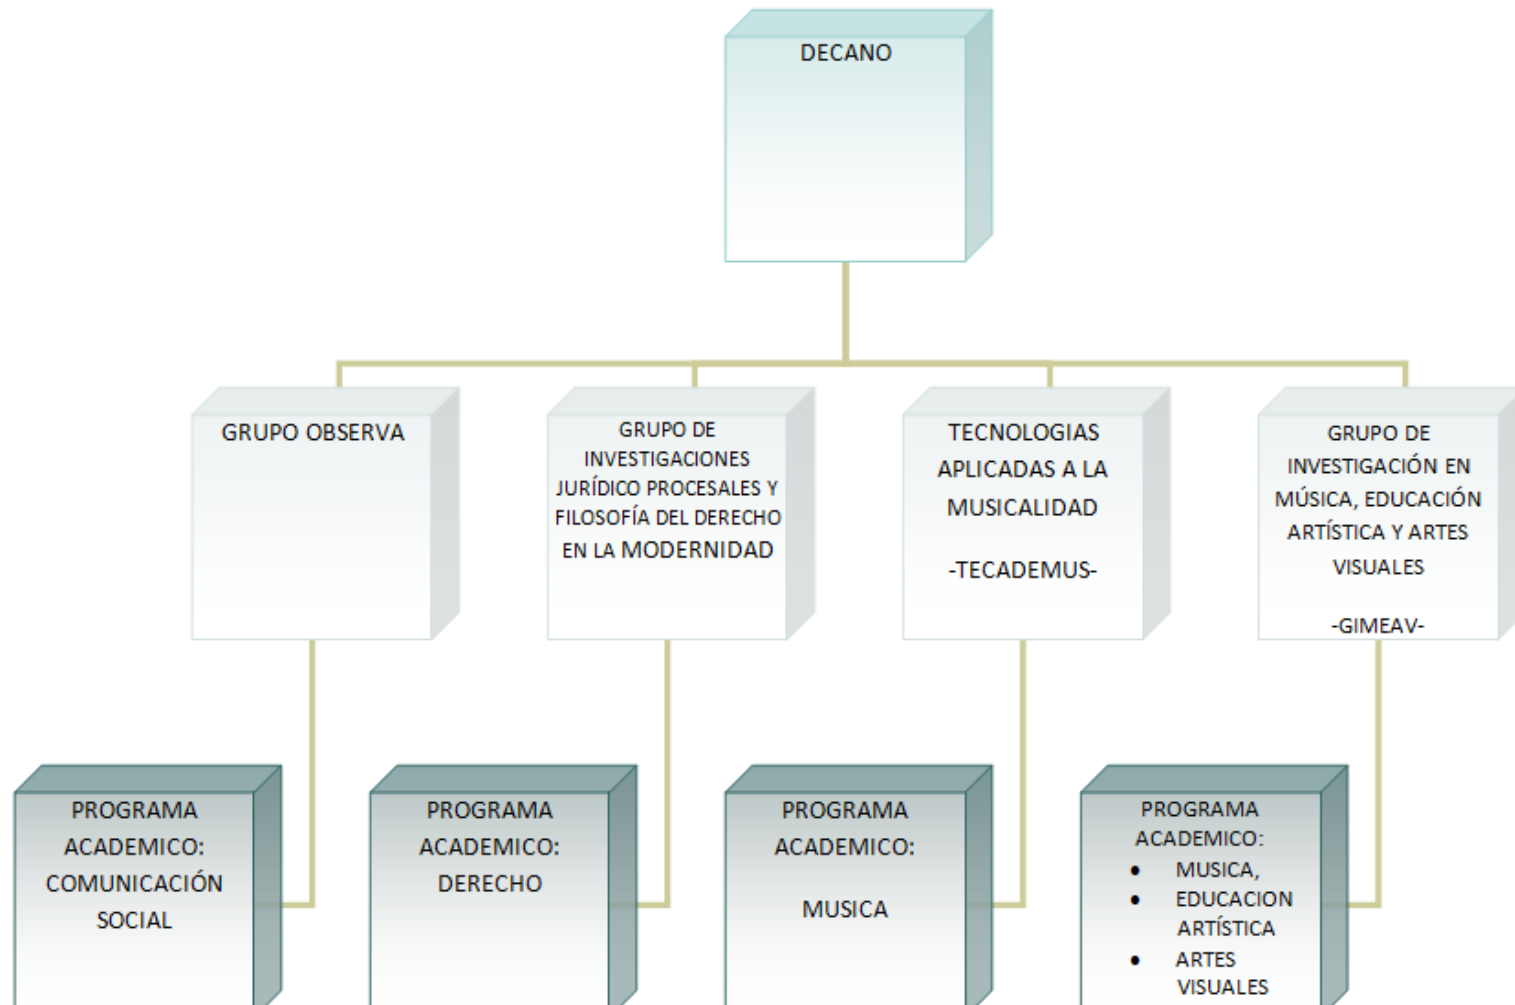 DECANO
GRUPO OBSERVA
GRUPO DE
INVESTIGACIONES
JURÍDICO PROCESALES Y
FILOSOFÍA DEL DERECHO
EN LA MODERNIDAD
TECNOLOGIAS
APLICADAS A LA
MUSICALIDAD
-TECADEMUS-
GRUPO DE
INVESTIGACIÓN EN
MÚSICA, EDUCACIÓN
ARTÍSTICA Y ARTES
VISUALES
-GIMEAV-
PROGRAMA
ACADEMICO:
COMUNICACIÓN
SOCIAL
PROGRAMA
ACADEMICO:
DERECHO
PROGRAMA
ACADEMICO:
MUSICA
PROGRAMA
ACADEMICO:
• MUSICA,
• EDUCACION
ARTÍSTICA
• ARTES
VISUALES